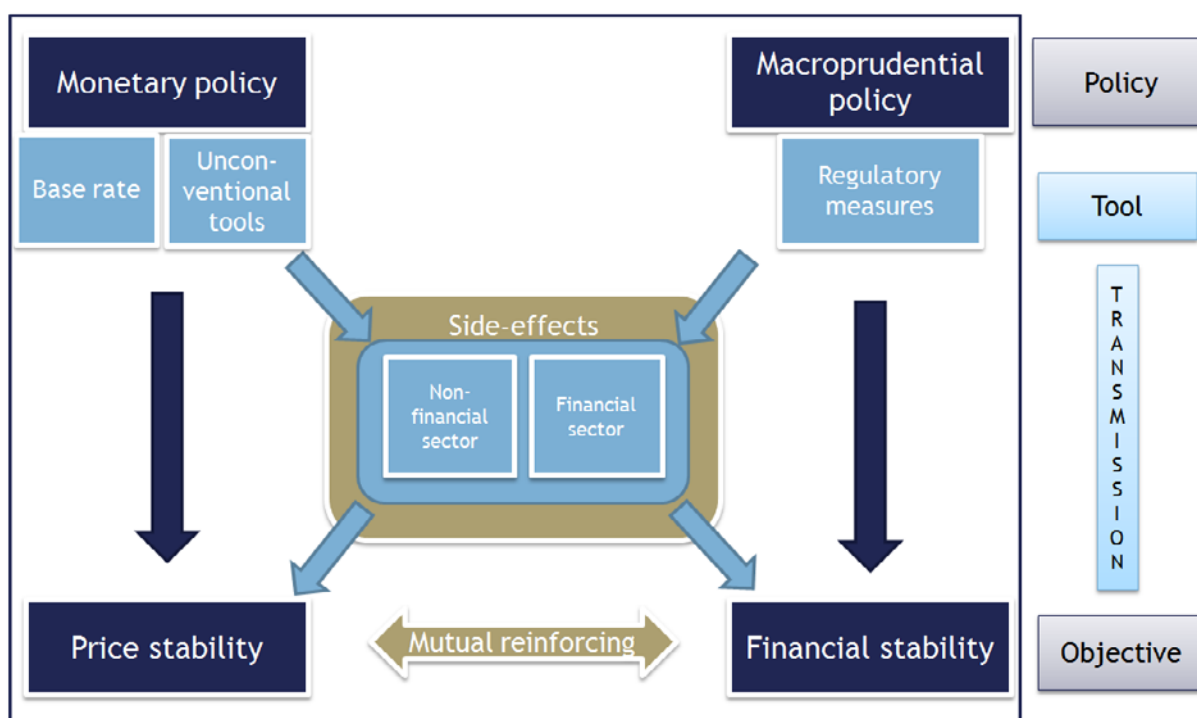 Monetary policy
Macroprudential
policy
Policy
Base rate
Uncon-
ventional
tools
Regulatory
measures
Tool
Side-effects
Non-
financial
sector
Financial
sector
TRANSMISSION
Price stability
Mutual reinforcing
Financial stability
Objective